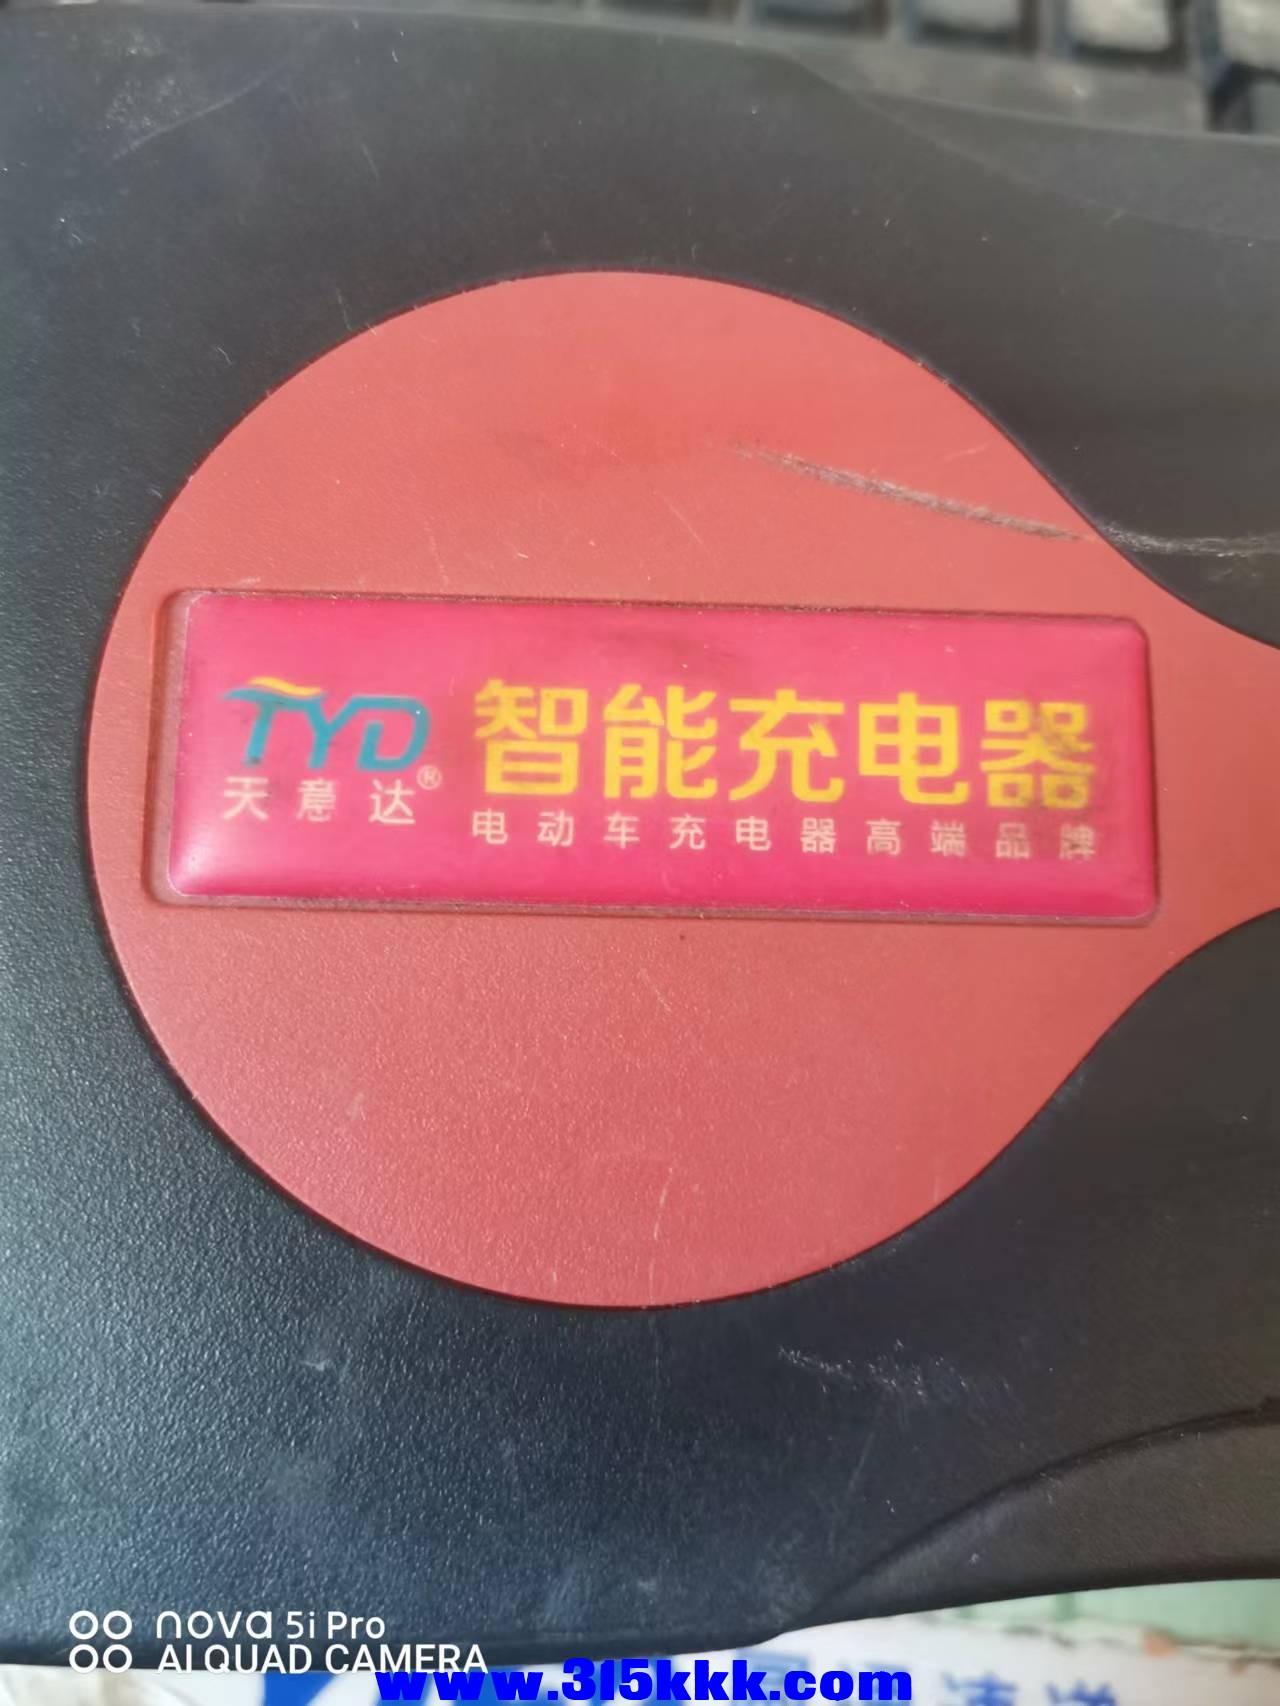 TYD
天意达®
智能充电器
电动车充电器高端品牌
nova 5i Pro
AI QUAD CAMERA
www.315kkk.com